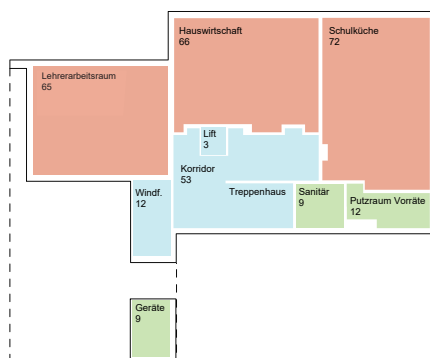 Hauswirtschaft
66
Schulküche
72
Lehrerarbeitsraum
65
Lift
3
Korridor
53
Windf.
12
Treppenhaus
Sanitär
9
Putzraum Vorräte
12
Geräte
9